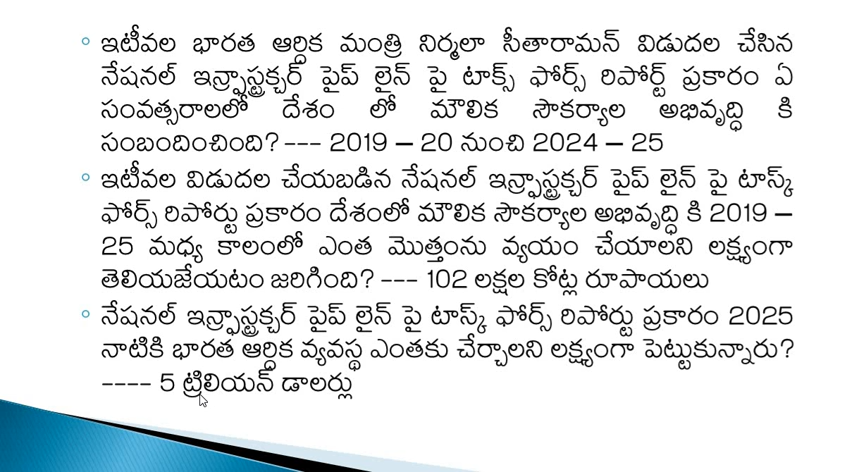 ఇటీవల భారత ఆర్ధిక మంత్రి నిర్మలా సీతారామన్ విడుదల చేసిన
నేషనల్ ఇన్ఫ్రాస్ట్రక్చర్ పైప్ లైన్ పై టాక్స్ ఫోర్స్ రిపోర్ట్ ప్రకారం ఏ
సంవత్సరాలలో దేశం లో మౌలిక సౌకర్యాల అభివృద్ధి కి
సంబందించింది? --- 2019 – 20 నుంచి 2024 – 25
ఇటీవల విడుదల చేయబడిన నేషనల్ ఇన్ఫ్రాస్ట్రక్చర్ పైప్ లైన్ పై టాస్క్
ఫోర్స్ రిపోర్టు ప్రకారం దేశంలో మౌలిక సౌకర్యాల అభివృద్ధి కి 2019 –
25 మధ్య కాలంలో ఎంత మొత్తంను వ్యయం చేయాలని లక్ష్యంగా
తెలియజేయటం జరిగింది? --- 102 లక్షల కోట్ల రూపాయలు
నేషనల్ ఇన్ఫ్రాస్ట్రక్చర్ పైప్ లైన్ పై టాస్క్ ఫోర్స్ రిపోర్టు ప్రకారం 2025
నాటికి భారత ఆర్ధిక వ్యవస్థ ఎంతకు చేర్చాలని లక్ష్యంగా పెట్టుకున్నారు?
---- 5 ట్రిలియన్ డాలర్లు